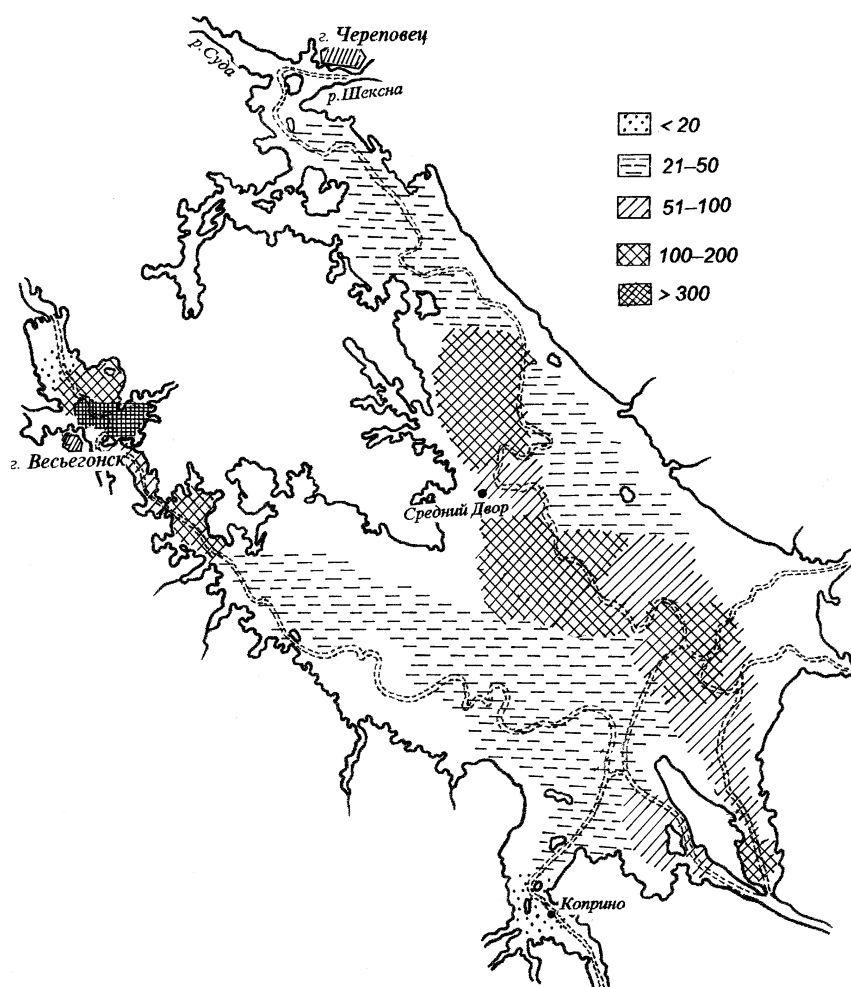 г. Череповец
р. Суда
р. Шексна
< 20
21–50
51–100
100–200
> 300
г. Весьегонск
Средний Двор
Коприно